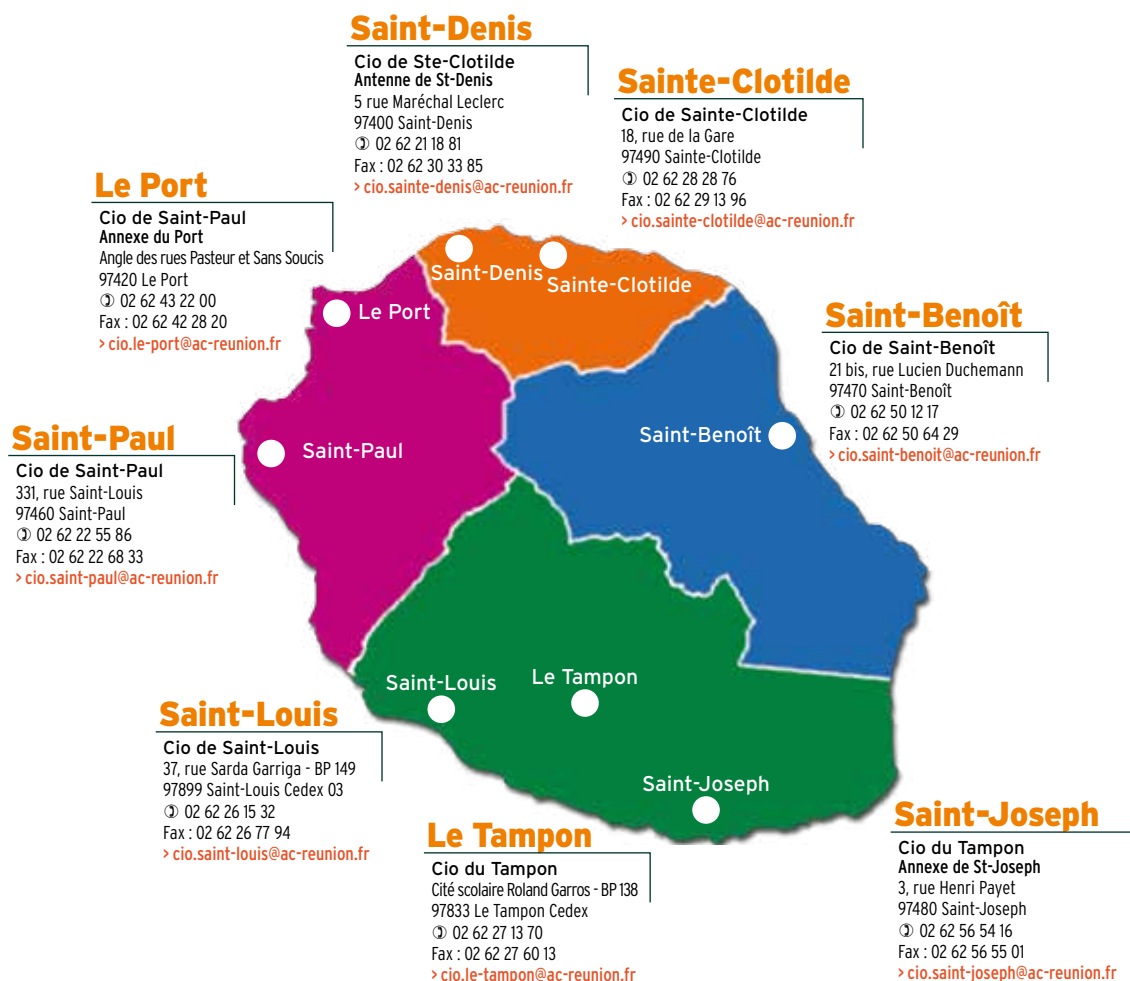 Saint-Denis
Cio de Ste-Clotilde
Antenne de St-Denis
5 rue Maréchal Leclerc
97400 Saint-Denis
✆ 02 62 21 18 81
Fax : 02 62 30 33 85
> cio.sainte-denis@ac-reunion.fr
Sainte-Clotilde
Cio de Sainte-Clotilde
18, rue de la Gare
97490 Sainte-Clotilde
✆ 02 62 28 28 76
Fax : 02 62 29 13 96
> cio.sainte-clotilde@ac-reunion.fr
Le Port
Cio de Saint-Paul
Annexe du Port
Angle des rues Pasteur et Sans Soucis
97420 Le Port
✆ 02 62 43 22 00
Fax : 02 62 42 28 20
> cio.le-port@ac-reunion.fr
Saint-Denis
Sainte-Clotilde
Le Port
Saint-Benoît
Cio de Saint-Benoît
21 bis, rue Lucien Duchemann
97470 Saint-Benoît
✆ 02 62 50 12 17
Fax : 02 62 50 64 29
> cio.saint-benoit@ac-reunion.fr
Saint-Benoît
Saint-Paul
Saint-Paul
Cio de Saint-Paul
331, rue Saint-Louis
97460 Saint-Paul
✆ 02 62 22 55 86
Fax : 02 62 22 68 33
> cio.saint-paul@ac-reunion.fr
Saint-Louis
Le Tampon
Saint-Joseph
Saint-Louis
Cio de Saint-Louis
37, rue Sarda Garriga - BP 149
97899 Saint-Louis Cedex 03
✆ 02 62 26 15 32
Fax : 02 62 26 77 94
> cio.saint-louis@ac-reunion.fr
Le Tampon
Cio du Tampon
Cité scolaire Roland Garros - BP 138
97833 Le Tampon Cedex
✆ 02 62 27 13 70
Fax : 02 62 27 60 13
> cio.le-tampon@ac-reunion.fr
Saint-Joseph
Cio du Tampon
Annexe de St-Joseph
3, rue Henri Payet
97480 Saint-Joseph
✆ 02 62 56 54 16
Fax : 02 62 56 55 01
> cio.saint-joseph@ac-reunion.fr